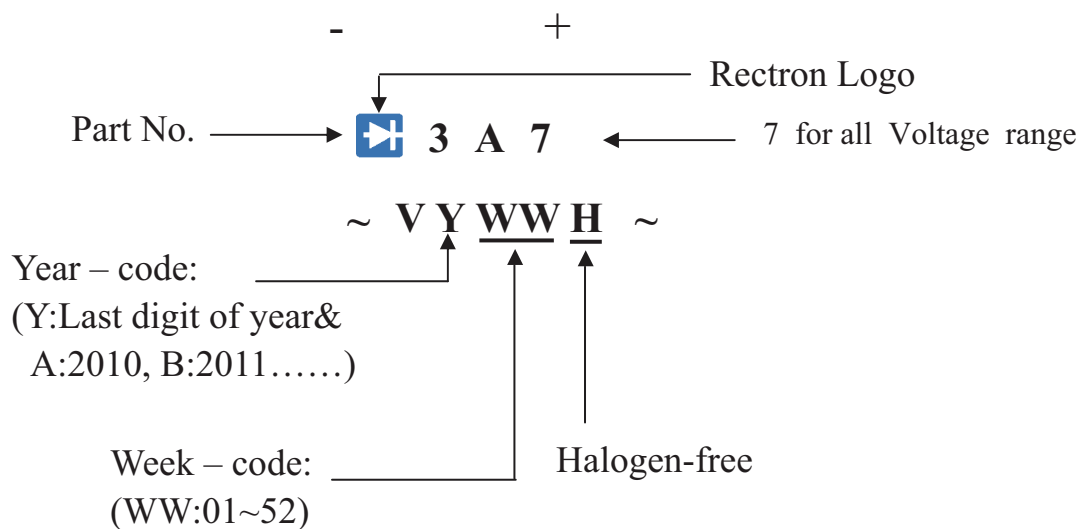 - +
Rectron Logo
Part No. 3 A 7 7 for all Voltage range
~ V Y WW H ~
Year – code:
(Y:Last digit of year&
A:2010, B:2011……)
Week – code: Halogen-free
(WW:01~52)